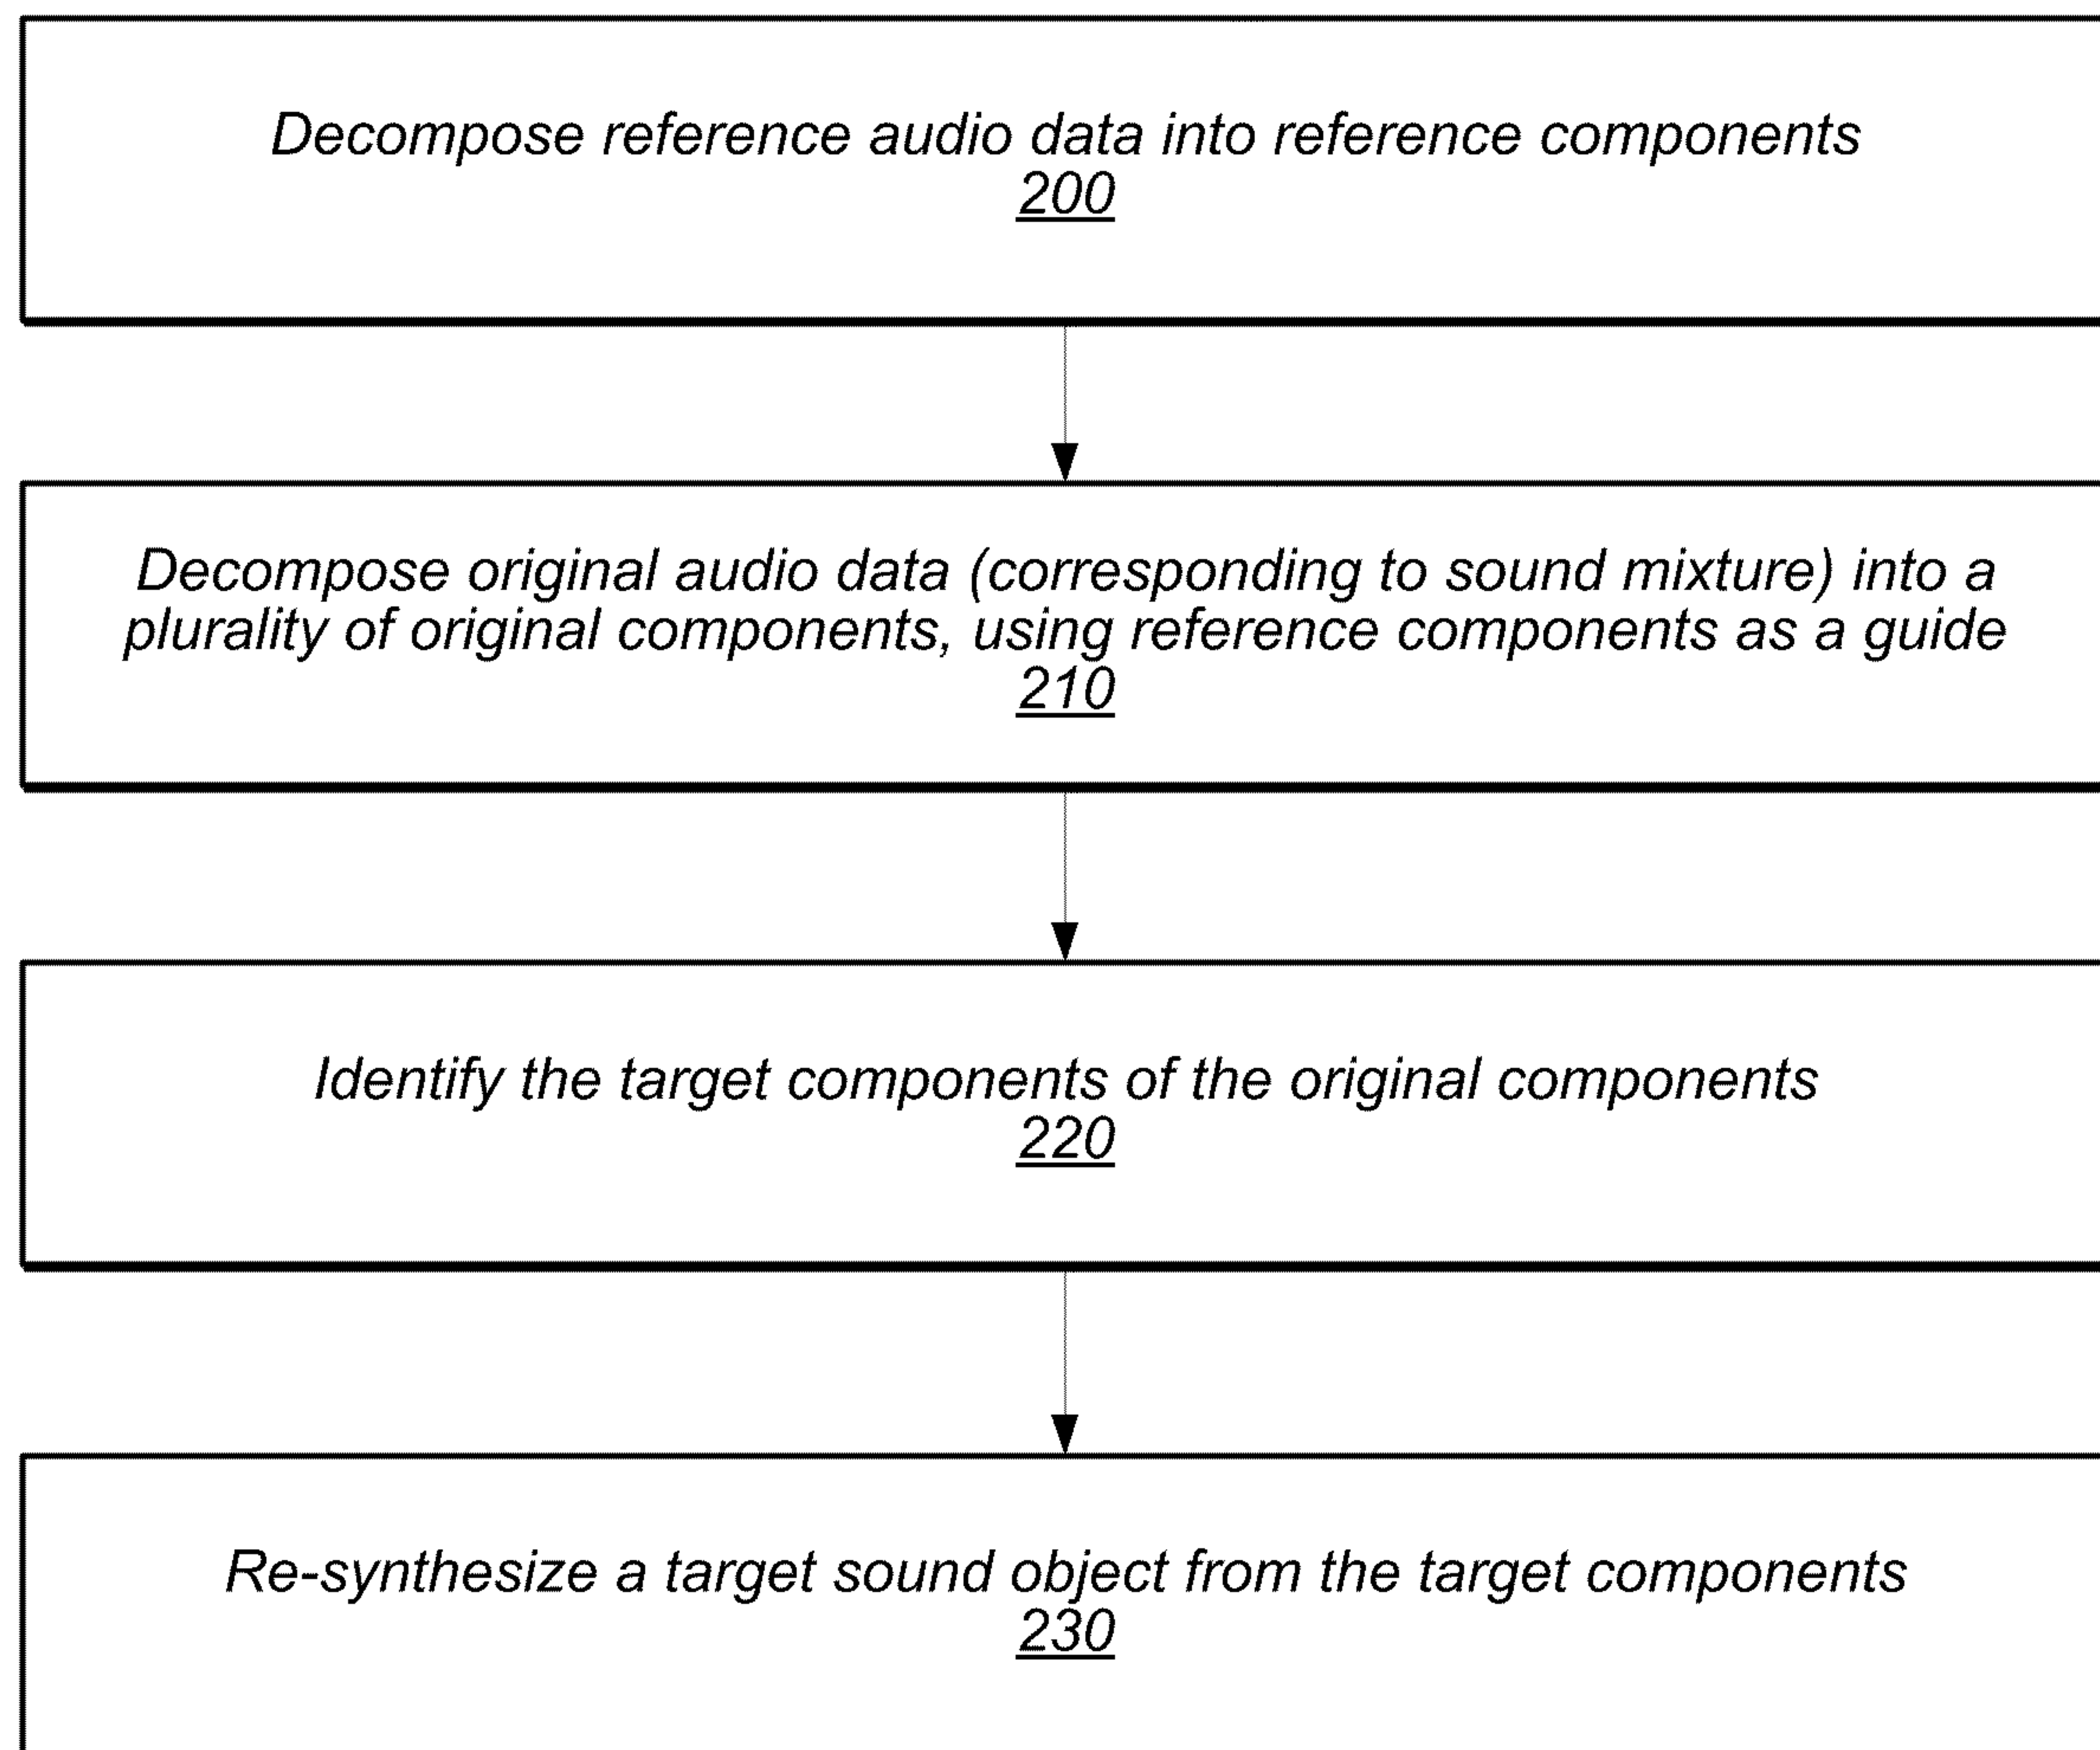 Decompose reference audio data into reference components
200
Decompose original audio data (corresponding to sound mixture) into a
plurality of original components, using reference components as a guide
210
Identify the target components of the original components
220
Re-synthesize a target sound object from the target components
230